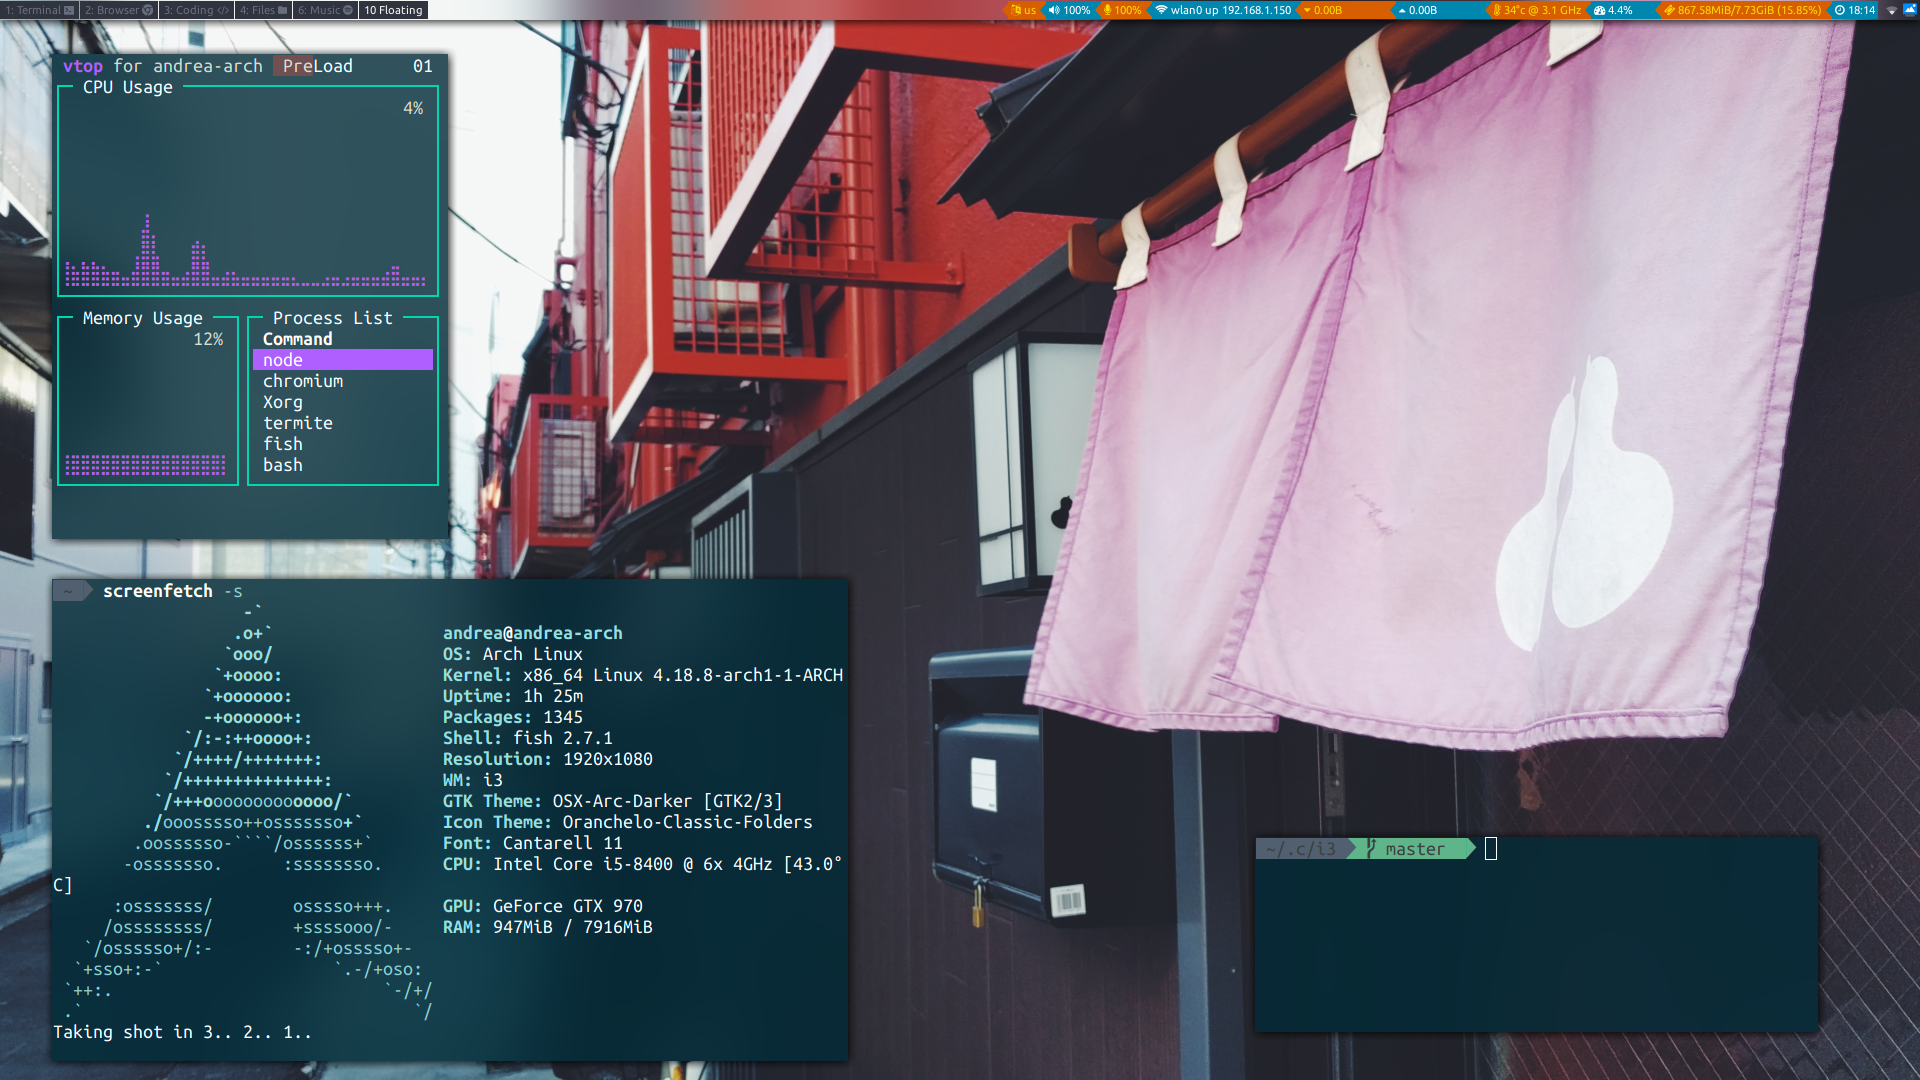 1: Terminal 2: Browser 3: Coding 4: Files 6: Music 10 Floating
us 100% 100% wlan0 up 192.168.1.150 0.00B 0.00B 34°c @ 3.1 GHz 4.4% 867.58MiB/7.73GiB (15.85%) 18:14
vtop for andrea-arch PreLoad 01
CPU Usage
4%
Memory Usage
12%
Process List
Command
node
chromium
Xorg
termite
fish
bash
~ screenfetch -s
-`
.o+`
`ooo/
`+oooo:
`+oooooo:
-+oooooo+:
`/:-:++oooo+:
`/++++/+++++++:
`/++++++++++++++:
`/+++ooooooooooooo/`
./ooosssso++osssssso+`
.oossssso-````/ossssss+`
-osssssso. :ssssssso.
:osssssss/ osssso+++.
/ossssssss/ +ssssooo/-
`/ossssso+/:- -:/+osssso+-
`+sso+:-` `.-/+oso:
`++:. `-/+/
.` `/
andrea@andrea-arch
OS: Arch Linux
Kernel: x86_64 Linux 4.18.8-arch1-1-ARCH
Uptime: 1h 25m
Packages: 1345
Shell: fish 2.7.1
Resolution: 1920x1080
WM: i3
GTK Theme: OSX-Arc-Darker [GTK2/3]
Icon Theme: Oranchelo-Classic-Folders
Font: Cantarell 11
CPU: Intel Core i5-8400 @ 6x 4GHz [43.0°
C]
GPU: GeForce GTX 970
RAM: 947MiB / 7916MiB
Taking shot in 3.. 2.. 1..
~/.c/i3 master